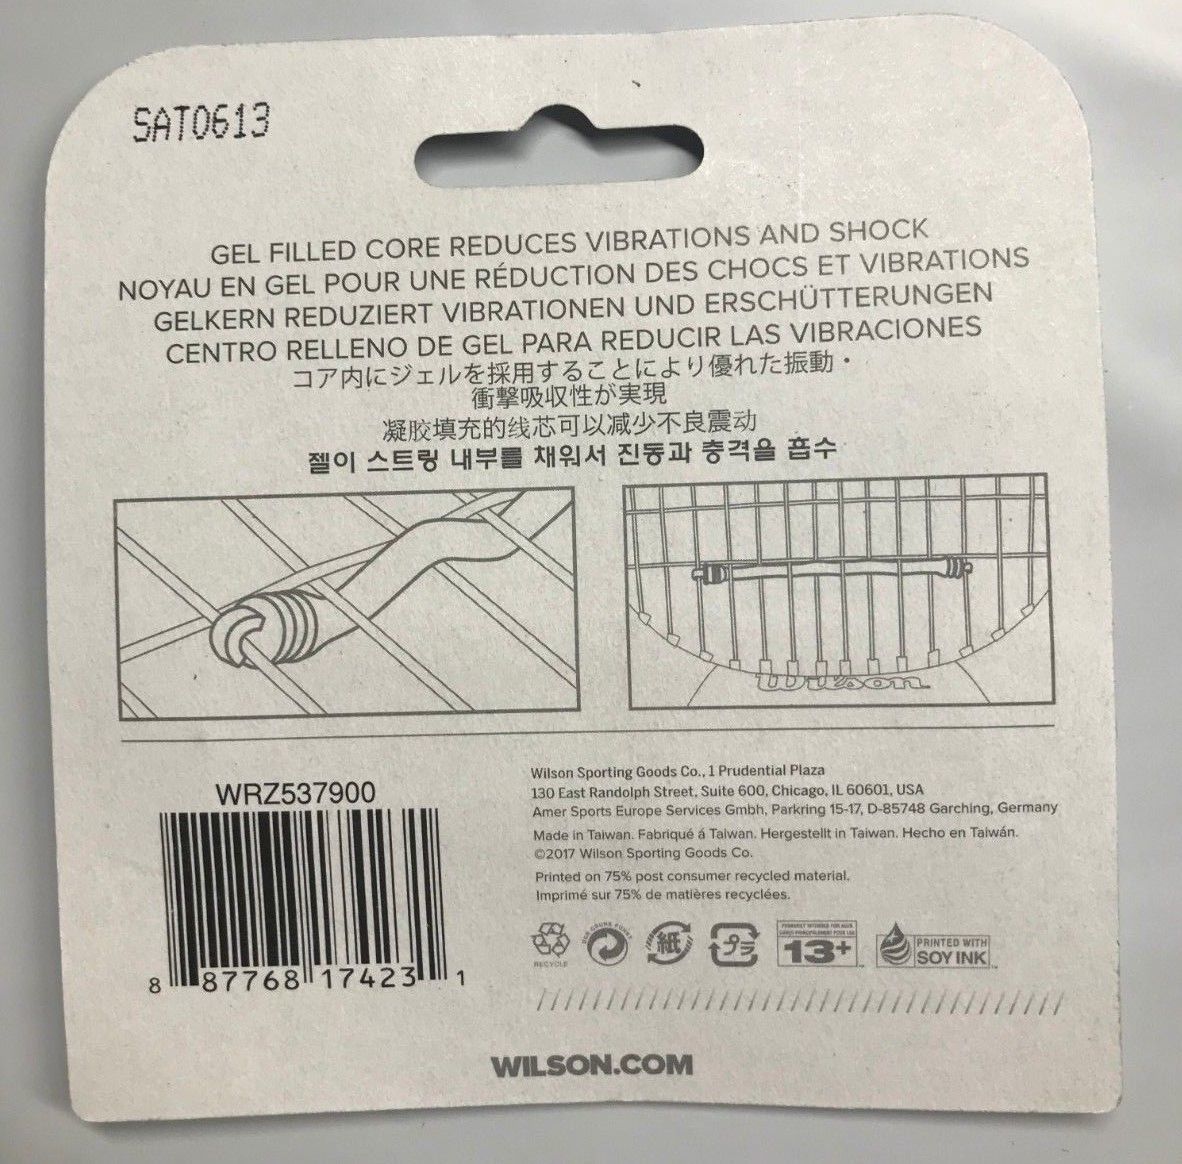 SAT0613
GEL FILLED CORE REDUCES VIBRATIONS AND SHOCK
NOYAU EN GEL POUR UNE RÉDUCTION DES CHOCS ET VIBRATIONS
GELKERN REDUZIERT VIBRATIONEN UND ERSCHÜTTERUNGEN
CENTRO RELLENO DE GEL PARA REDUCIR LAS VIBRACIONES
コア内にジェルを採用することにより優れた振動・
衝撃吸収性が実現
凝胶填充的线芯可以减少不良震动
젤이 스트링 내부를 채워서 진동과 충격을 흡수
Wilson
WRZ537900
8 87768 17423 1
Wilson Sporting Goods Co., 1 Prudential Plaza
130 East Randolph Street, Suite 600, Chicago, IL 60601, USA
Amer Sports Europe Services Gmbh, Parkring 15-17, D-85748 Garching, Germany
Made in Taiwan. Fabriqué á Taiwan. Hergestellt in Taiwan. Hecho en Taiwán.
©2017 Wilson Sporting Goods Co.
Printed on 75% post consumer recycled material.
Imprimé sur 75% de matières recyclées.
RECYCLE
DER GRÜNE PUNKT
紙
プラ
13+
PRINTED WITH
SOY INK
WILSON.COM